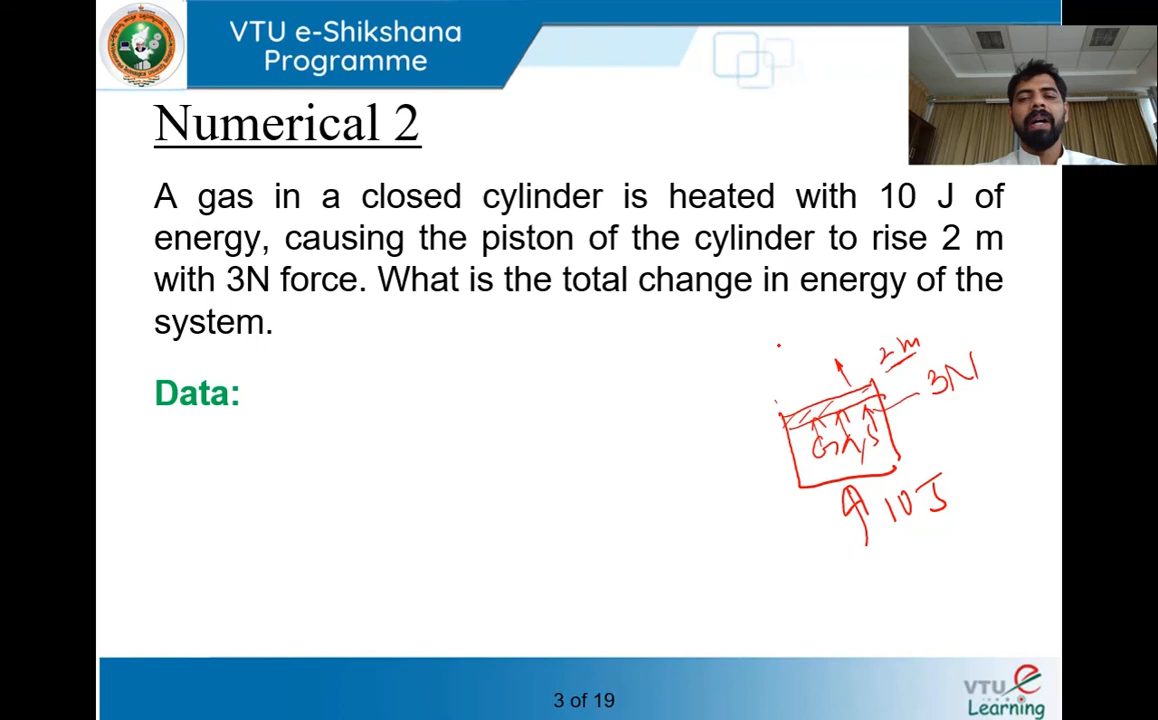 VTU e-Shikshana
Programme
Numerical 2
A gas in a closed cylinder is heated with 10 J of
energy, causing the piston of the cylinder to rise 2 m
with 3N force. What is the total change in energy of the
system.
2 m
3N
Data:
Gas
10 J
3 of 19
VTU e
Learning